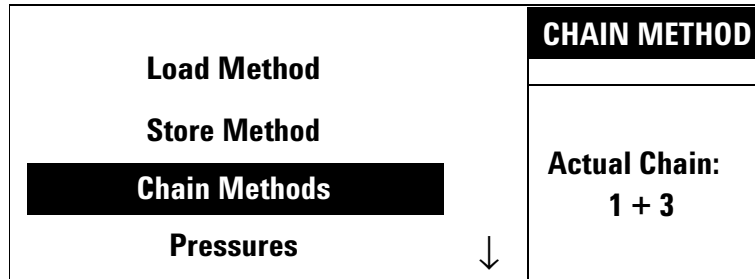 Load Method
Store Method
Chain Methods
Pressures ↓
CHAIN METHOD
Actual Chain:
1 + 3